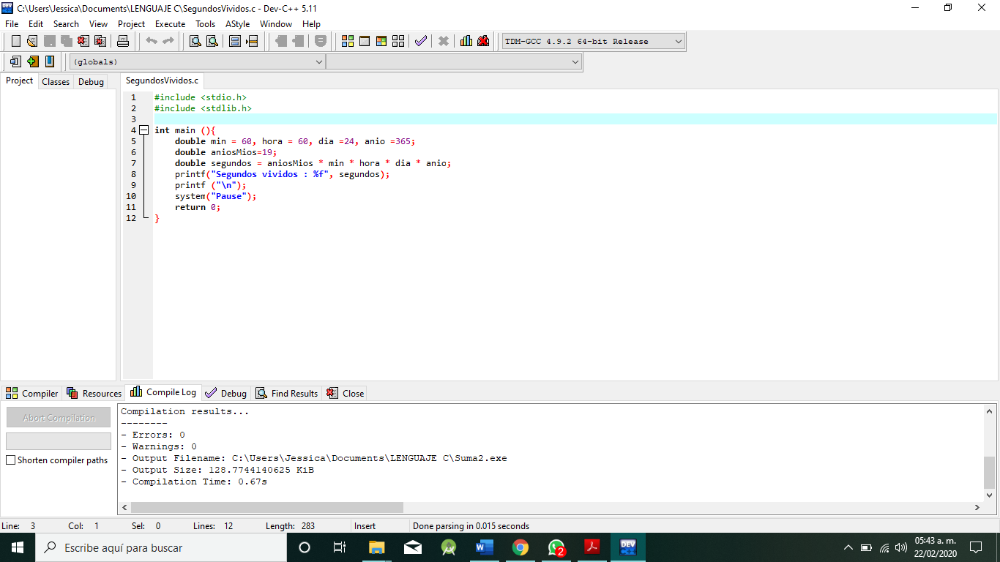 C:\Users\Jessica\Documents\LENGUAJE C\SegundosVividos.c - Dev-C++ 5.11
File Edit Search View Project Execute Tools AStyle Window Help
TDM-GCC 4.9.2 64-bit Release
(globals)
Project Classes Debug SegundosVividos.c
1 #include <stdio.h>
2 #include <stdlib.h>
3
4 int main (){
5 double min = 60, hora = 60, dia =24, anio =365;
6 double aniosMios=19;
7 double segundos = aniosMios * min * hora * dia * anio;
8 printf("Segundos vividos : %f", segundos);
9 printf ("\n");
10 system("Pause");
11 return 0;
12 }
Compiler Resources Compile Log Debug Find Results Close
Abort Compilation
Shorten compiler paths
Compilation results...
--------
- Errors: 0
- Warnings: 0
- Output Filename: C:\Users\Jessica\Documents\LENGUAJE C\Suma2.exe
- Output Size: 128.7744140625 KiB
- Compilation Time: 0.67s
Line: 3 Col: 1 Sel: 0 Lines: 12 Length: 283 Insert Done parsing in 0.015 seconds
Escribe aquí para buscar
W
2
DEV
05:43 a. m.
22/02/2020